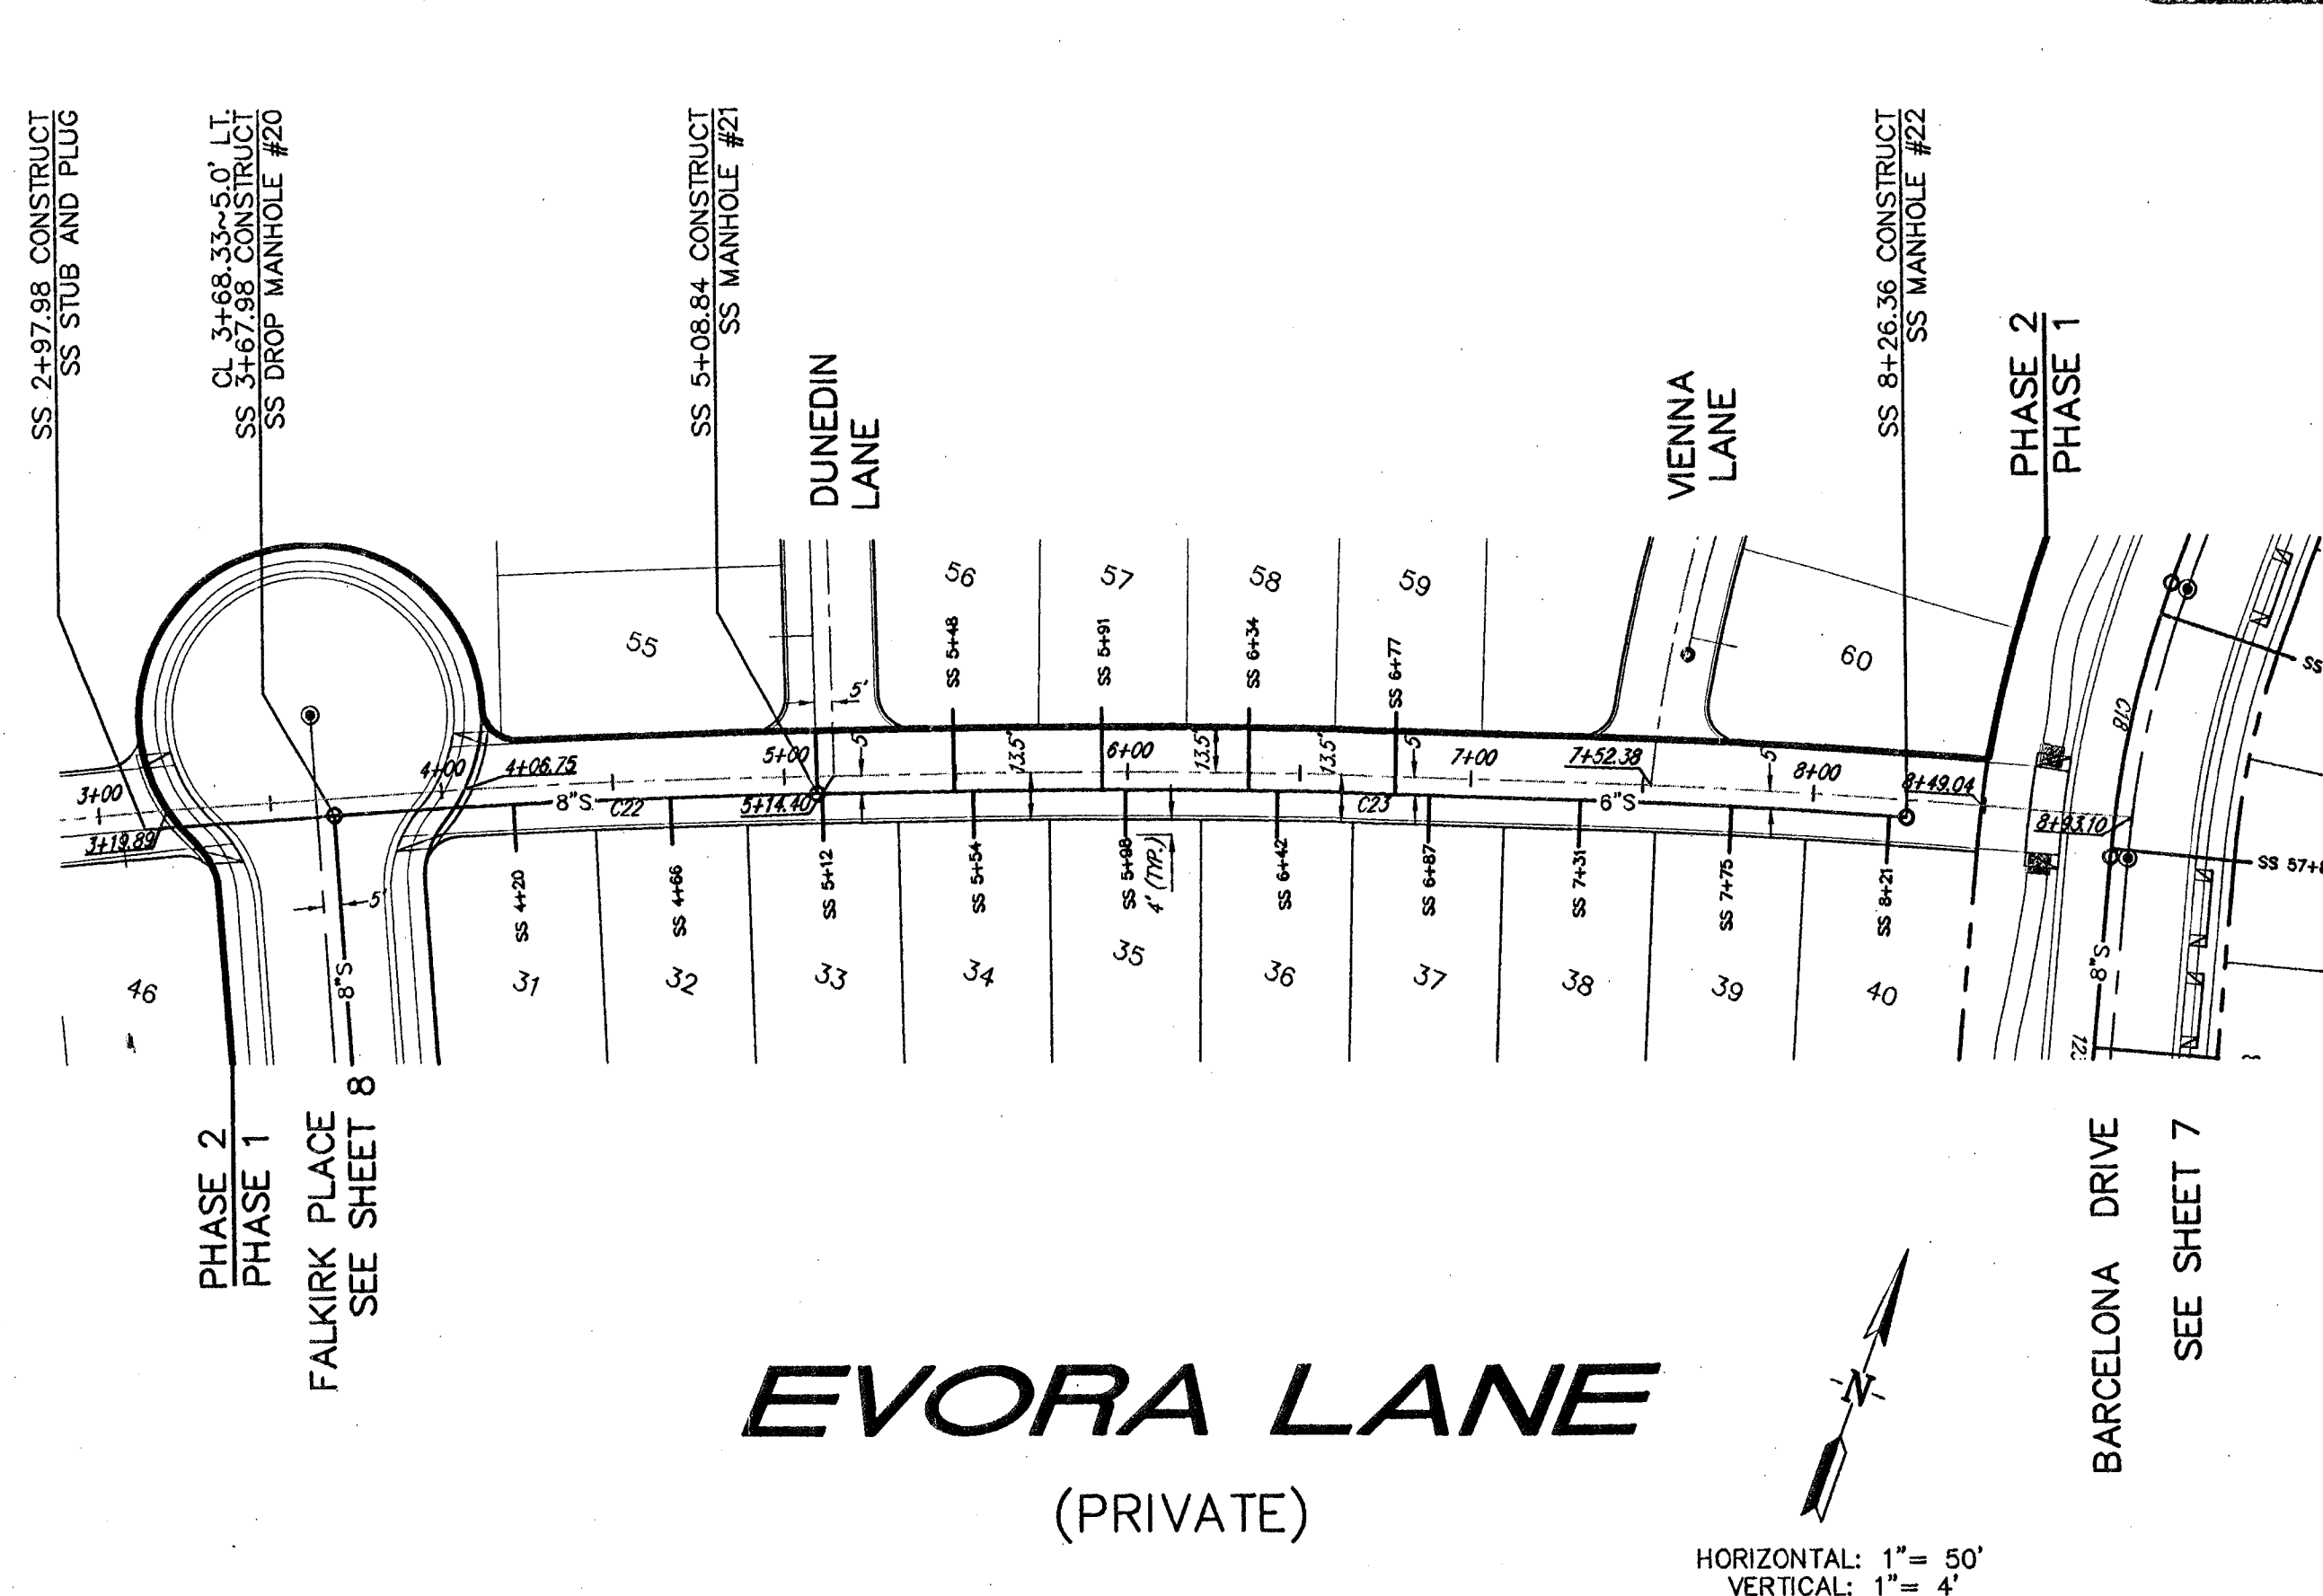 SS 2+97.98 CONSTRUCT
SS STUB AND PLUG
CL 3+68.33~5.0' LT.
SS 3+67.98 CONSTRUCT
SS DROP MANHOLE #20
SS 5+08.84 CONSTRUCT
SS MANHOLE #21
DUNEDIN
LANE
VIENNA
LANE
SS 8+26.36 CONSTRUCT
SS MANHOLE #22
PHASE 2
PHASE 1
55
56
57
58
59
60
SS 5+48
SS 5+91
SS 6+34
SS 6+77
SS
C18
5'
3+00
3+19.89
4+00
4+06.75
5+00
5'
13.5'
6+00
13.5'
13.5'
5'
7+00
7+52.38
5'
8+00
8+49.04
8+93.10
8"S
C22
5+14.40
C23
6"S
5'
8"S
SS 4+20
SS 4+66
SS 5+12
SS 5+54
SS 5+98
4' (TYP.)
SS 6+42
SS 6+87
SS 7+31
SS 7+75
SS 8+21
SS 57+8
8"S
46
31
32
33
34
35
36
37
38
39
40
PHASE 2
PHASE 1
FALKIRK PLACE
SEE SHEET 8
BARCELONA DRIVE
SEE SHEET 7
EVORA LANE
(PRIVATE)
N
HORIZONTAL: 1"= 50'
VERTICAL: 1"= 4'